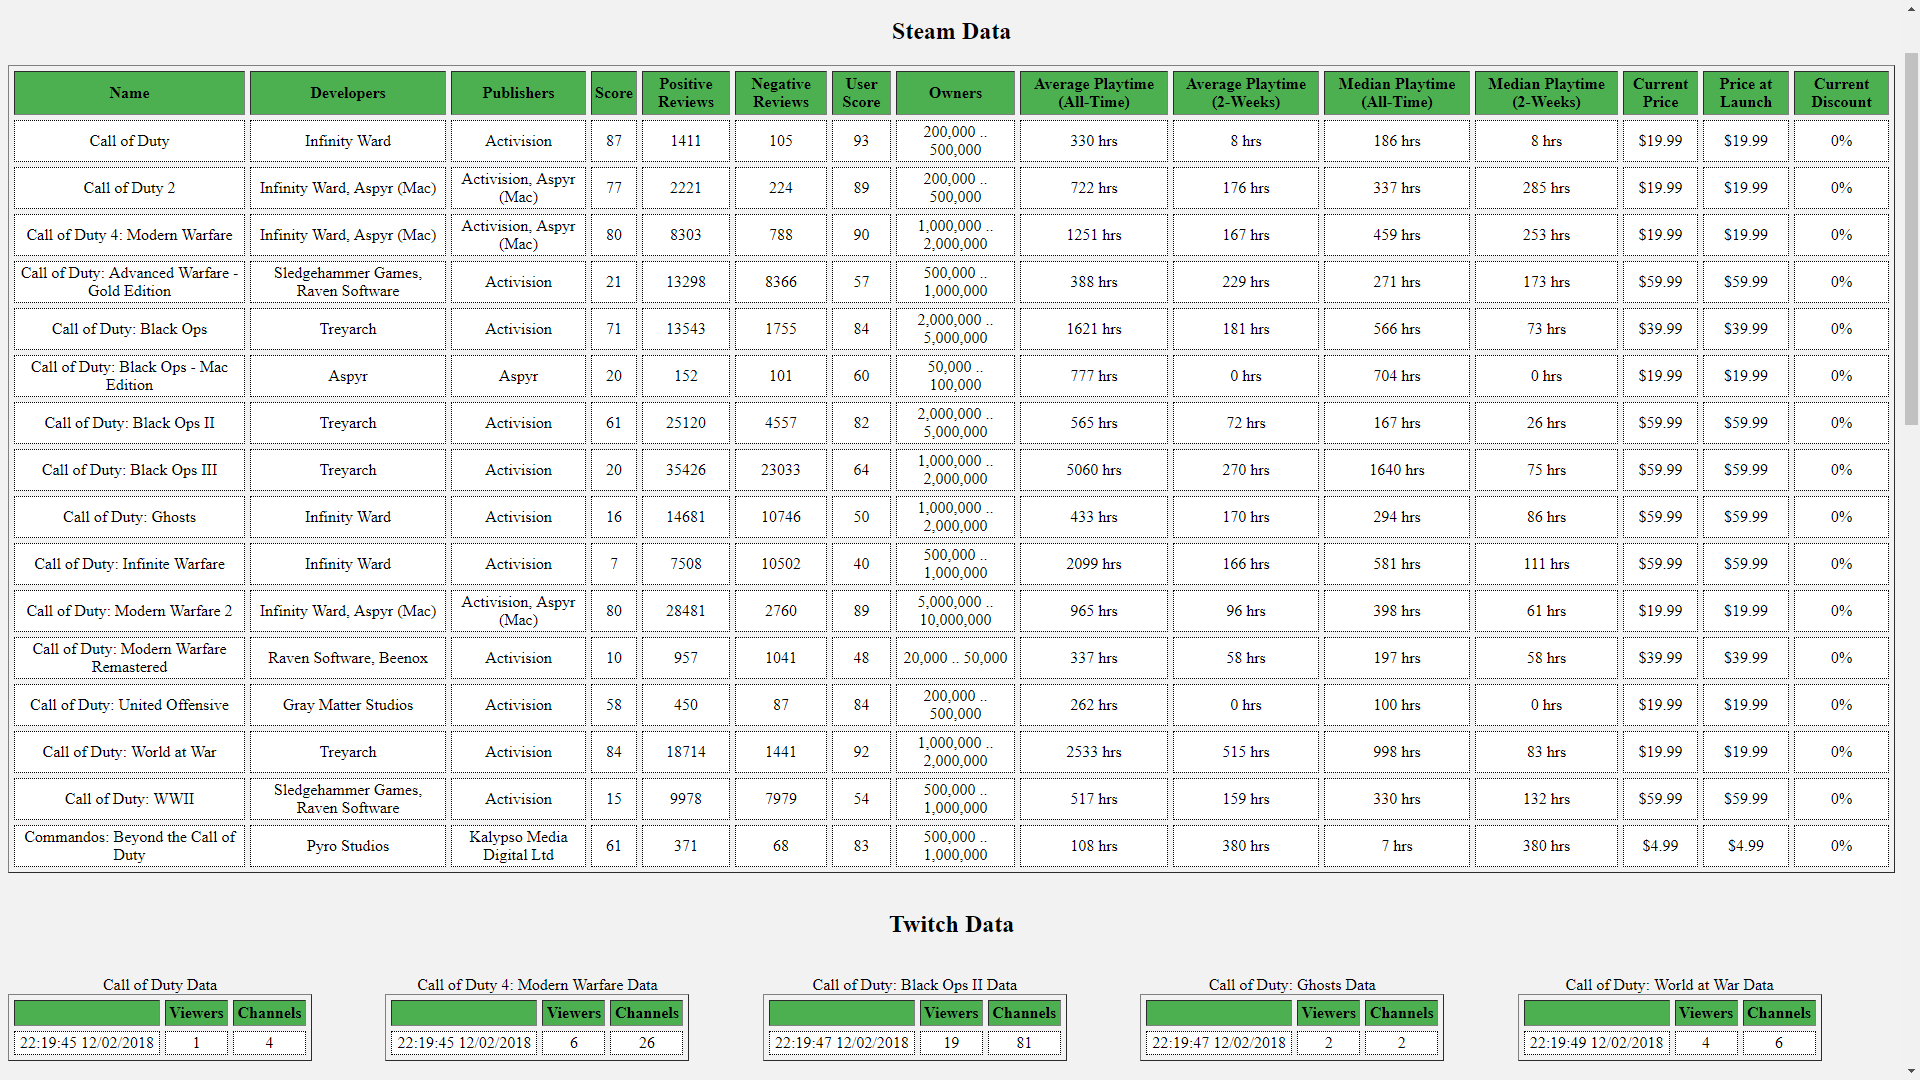 Steam Data
Name Developers Publishers Score Positive Reviews Negative Reviews User Score Owners Average Playtime (All-Time) Average Playtime (2-Weeks) Median Playtime (All-Time) Median Playtime (2-Weeks) Current Price Price at Launch Current Discount
Call of Duty Infinity Ward Activision 87 1411 105 93 200,000 .. 500,000 330 hrs 8 hrs 186 hrs 8 hrs $19.99 $19.99 0%
Call of Duty 2 Infinity Ward, Aspyr (Mac) Activision, Aspyr (Mac) 77 2221 224 89 200,000 .. 500,000 722 hrs 176 hrs 337 hrs 285 hrs $19.99 $19.99 0%
Call of Duty 4: Modern Warfare Infinity Ward, Aspyr (Mac) Activision, Aspyr (Mac) 80 8303 788 90 1,000,000 .. 2,000,000 1251 hrs 167 hrs 459 hrs 253 hrs $19.99 $19.99 0%
Call of Duty: Advanced Warfare - Gold Edition Sledgehammer Games, Raven Software Activision 21 13298 8366 57 500,000 .. 1,000,000 388 hrs 229 hrs 271 hrs 173 hrs $59.99 $59.99 0%
Call of Duty: Black Ops Treyarch Activision 71 13543 1755 84 2,000,000 .. 5,000,000 1621 hrs 181 hrs 566 hrs 73 hrs $39.99 $39.99 0%
Call of Duty: Black Ops - Mac Edition Aspyr Aspyr 20 152 101 60 50,000 .. 100,000 777 hrs 0 hrs 704 hrs 0 hrs $19.99 $19.99 0%
Call of Duty: Black Ops II Treyarch Activision 61 25120 4557 82 2,000,000 .. 5,000,000 565 hrs 72 hrs 167 hrs 26 hrs $59.99 $59.99 0%
Call of Duty: Black Ops III Treyarch Activision 20 35426 23033 64 1,000,000 .. 2,000,000 5060 hrs 270 hrs 1640 hrs 75 hrs $59.99 $59.99 0%
Call of Duty: Ghosts Infinity Ward Activision 16 14681 10746 50 1,000,000 .. 2,000,000 433 hrs 170 hrs 294 hrs 86 hrs $59.99 $59.99 0%
Call of Duty: Infinite Warfare Infinity Ward Activision 7 7508 10502 40 500,000 .. 1,000,000 2099 hrs 166 hrs 581 hrs 111 hrs $59.99 $59.99 0%
Call of Duty: Modern Warfare 2 Infinity Ward, Aspyr (Mac) Activision, Aspyr (Mac) 80 28481 2760 89 5,000,000 .. 10,000,000 965 hrs 96 hrs 398 hrs 61 hrs $19.99 $19.99 0%
Call of Duty: Modern Warfare Remastered Raven Software, Beenox Activision 10 957 1041 48 20,000 .. 50,000 337 hrs 58 hrs 197 hrs 58 hrs $39.99 $39.99 0%
Call of Duty: United Offensive Gray Matter Studios Activision 58 450 87 84 200,000 .. 500,000 262 hrs 0 hrs 100 hrs 0 hrs $19.99 $19.99 0%
Call of Duty: World at War Treyarch Activision 84 18714 1441 92 1,000,000 .. 2,000,000 2533 hrs 515 hrs 998 hrs 83 hrs $19.99 $19.99 0%
Call of Duty: WWII Sledgehammer Games, Raven Software Activision 15 9978 7979 54 500,000 .. 1,000,000 517 hrs 159 hrs 330 hrs 132 hrs $59.99 $59.99 0%
Commandos: Beyond the Call of Duty Pyro Studios Kalypso Media Digital Ltd 61 371 68 83 500,000 .. 1,000,000 108 hrs 380 hrs 7 hrs 380 hrs $4.99 $4.99 0%
Twitch Data
Call of Duty Data
Viewers Channels
22:19:45 12/02/2018 1 4
Call of Duty 4: Modern Warfare Data
Viewers Channels
22:19:45 12/02/2018 6 26
Call of Duty: Black Ops II Data
Viewers Channels
22:19:47 12/02/2018 19 81
Call of Duty: Ghosts Data
Viewers Channels
22:19:47 12/02/2018 2 2
Call of Duty: World at War Data
Viewers Channels
22:19:49 12/02/2018 4 6